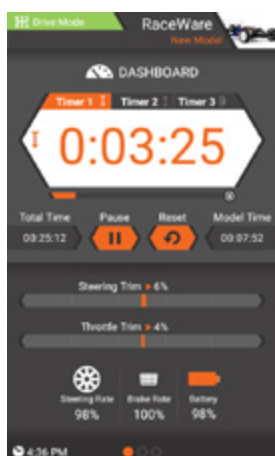 Drive Mode
RaceWare
New Model
DASHBOARD
Timer 1 Timer 2 Timer 3
0:03:25
Total Time Pause Reset Model Time
00:25:12 00:07:52
Steering Trim 6%
Throttle Trim 4%
Steering Rate Brake Rate Battery
98% 100% 98%
4:36 PM